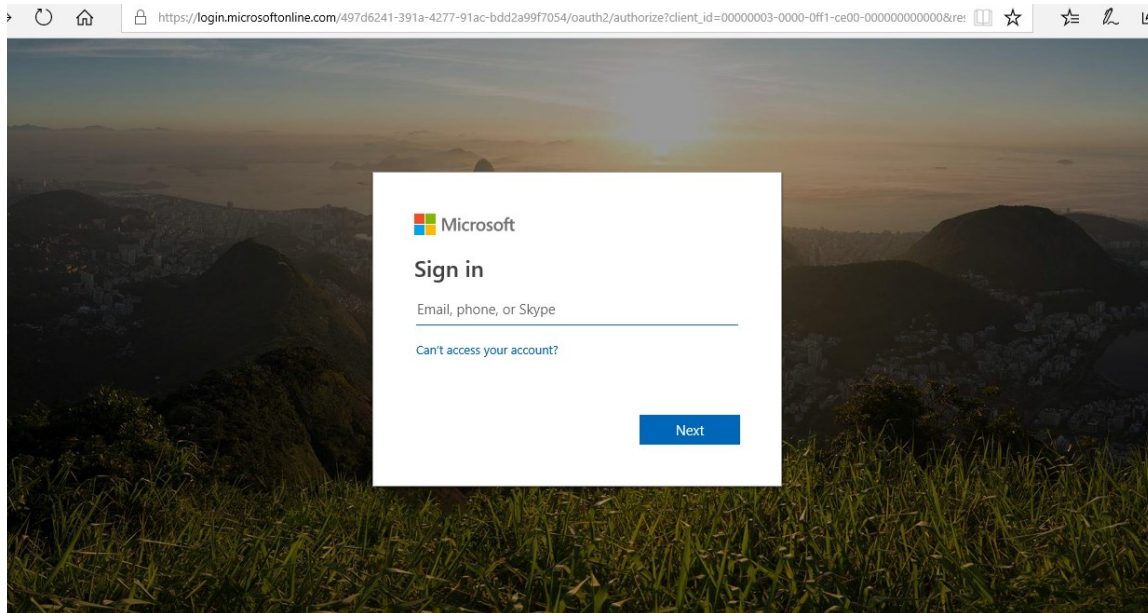 https://login.microsoftonline.com/497d6241-391a-4277-91ac-bdd2a99f7054/oauth2/authorize?client_id=00000003-0000-0ff1-ce00-000000000000&res
Microsoft
Sign in
Email, phone, or Skype
Can't access your account?
Next